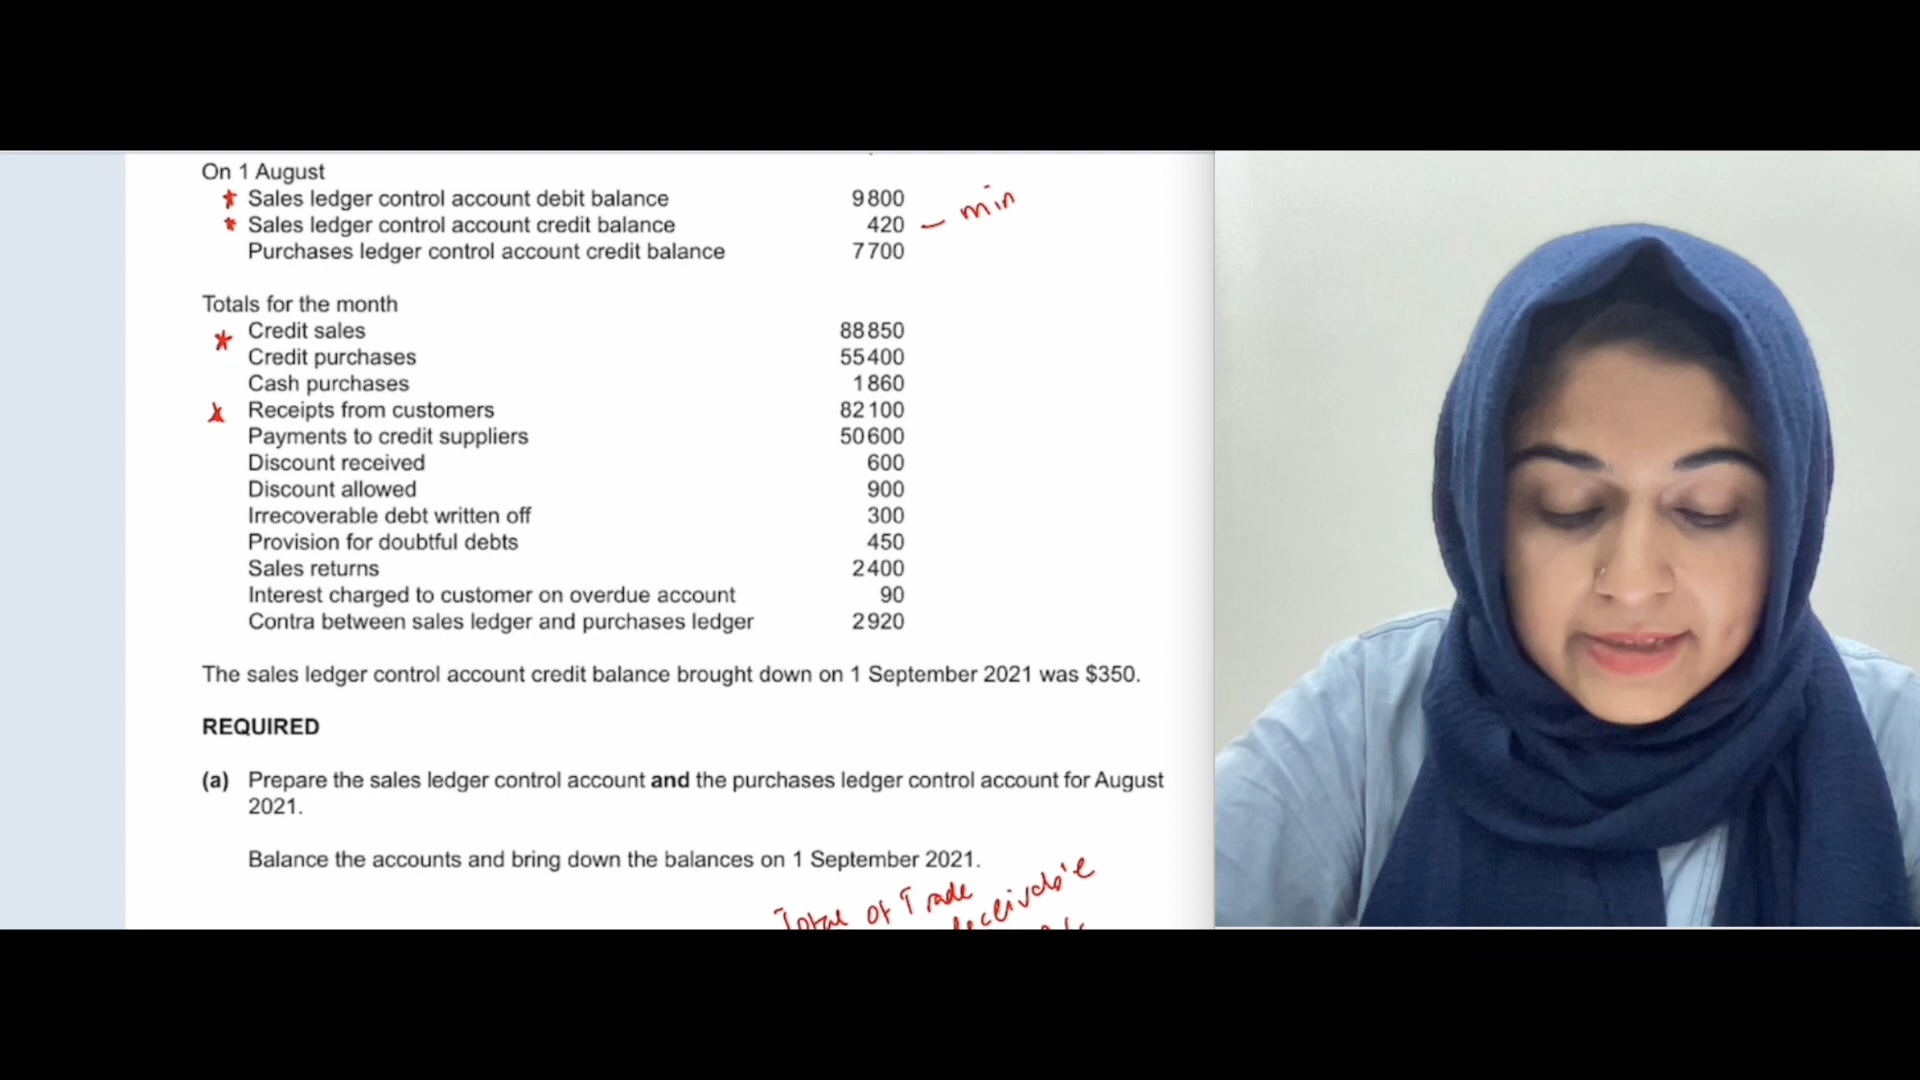 On 1 August
* Sales ledger control account debit balance 9800
* Sales ledger control account credit balance 420 – min
Purchases ledger control account credit balance 7700
Totals for the month
* Credit sales 88850
Credit purchases 55400
Cash purchases 1860
* Receipts from customers 82100
Payments to credit suppliers 50600
Discount received 600
Discount allowed 900
Irrecoverable debt written off 300
Provision for doubtful debts 450
Sales returns 2400
Interest charged to customer on overdue account 90
Contra between sales ledger and purchases ledger 2920
The sales ledger control account credit balance brought down on 1 September 2021 was $350.
REQUIRED
(a) Prepare the sales ledger control account and the purchases ledger control account for August
2021.
Balance the accounts and bring down the balances on 1 September 2021.
Total of Trade